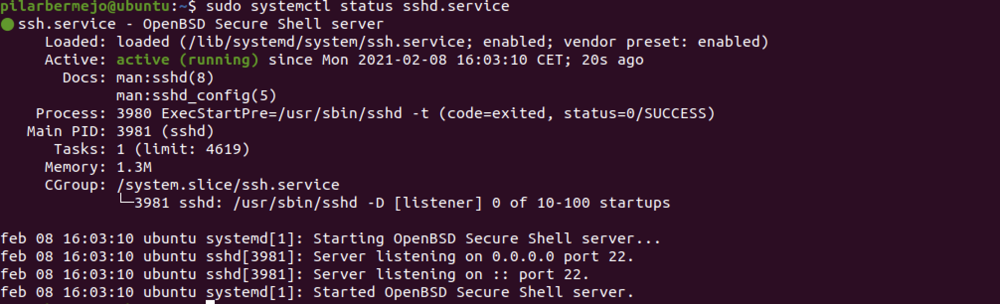 pilarbermejo@ubuntu:~$ sudo systemctl status sshd.service
● ssh.service - OpenBSD Secure Shell server
     Loaded: loaded (/lib/systemd/system/ssh.service; enabled; vendor preset: enabled)
     Active: active (running) since Mon 2021-02-08 16:03:10 CET; 20s ago
       Docs: man:sshd(8)
             man:sshd_config(5)
    Process: 3980 ExecStartPre=/usr/sbin/sshd -t (code=exited, status=0/SUCCESS)
   Main PID: 3981 (sshd)
      Tasks: 1 (limit: 4619)
     Memory: 1.3M
     CGroup: /system.slice/ssh.service
             └─3981 sshd: /usr/sbin/sshd -D [listener] 0 of 10-100 startups

feb 08 16:03:10 ubuntu systemd[1]: Starting OpenBSD Secure Shell server...
feb 08 16:03:10 ubuntu sshd[3981]: Server listening on 0.0.0.0 port 22.
feb 08 16:03:10 ubuntu sshd[3981]: Server listening on :: port 22.
feb 08 16:03:10 ubuntu systemd[1]: Started OpenBSD Secure Shell server.